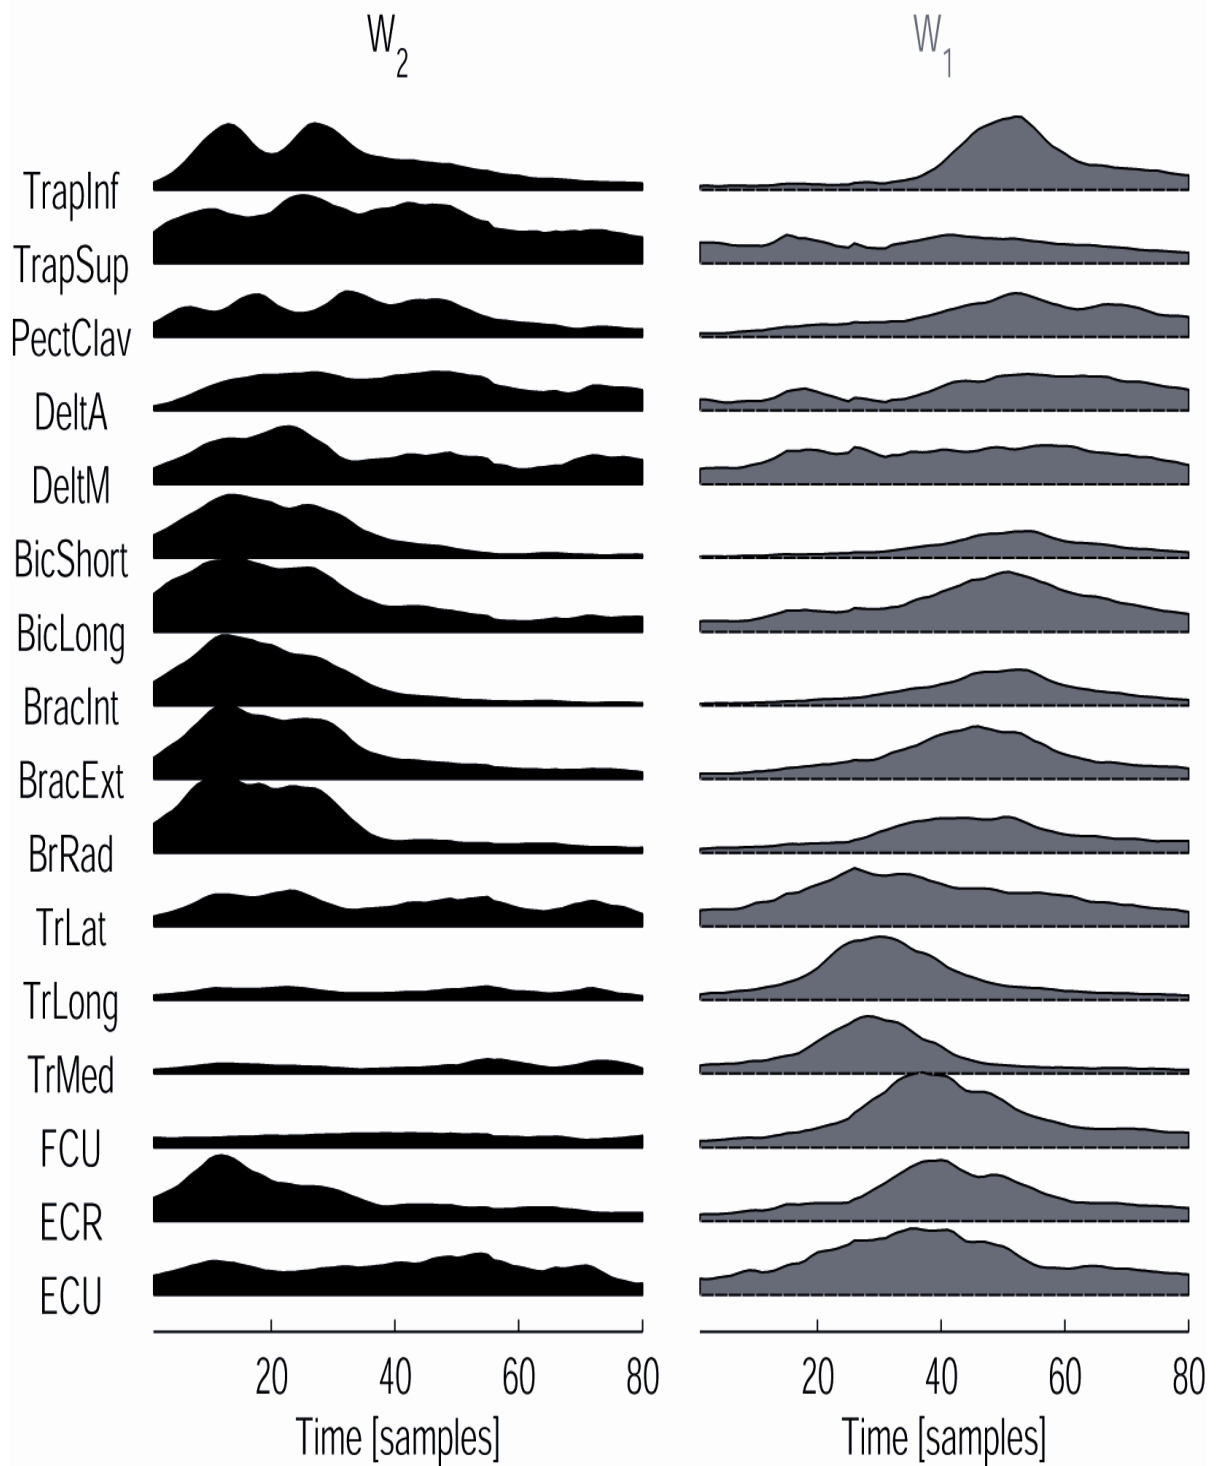 W2 W1
TrapInf
TrapSup
PectClav
DeltA
DeltM
BicShort
BicLong
BracInt
BracExt
BrRad
TrLat
TrLong
TrMed
FCU
ECR
ECU
20 40 60 80 20 40 60 80
Time [samples] Time [samples]